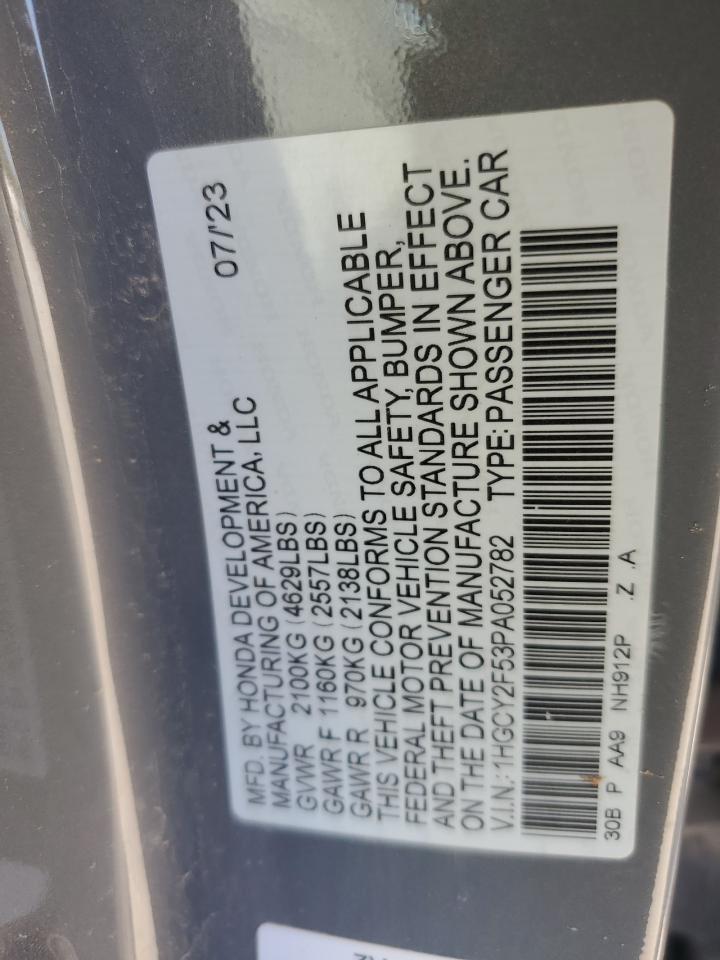 07/'23
MFD. BY HONDA DEVELOPMENT &
MANUFACTURING OF AMERICA, LLC
GVWR 2100KG (4629LBS)
GAWR F 1160KG (2557LBS)
GAWR R 970KG (2138LBS)
THIS VEHICLE CONFORMS TO ALL APPLICABLE
FEDERAL MOTOR VEHICLE SAFETY, BUMPER,
AND THEFT PREVENTION STANDARDS IN EFFECT
ON THE DATE OF MANUFACTURE SHOWN ABOVE.
V.I.N.:1HGCY2F53PA052782 TYPE:PASSENGER CAR
30B P AA9 NH912P .Z .A